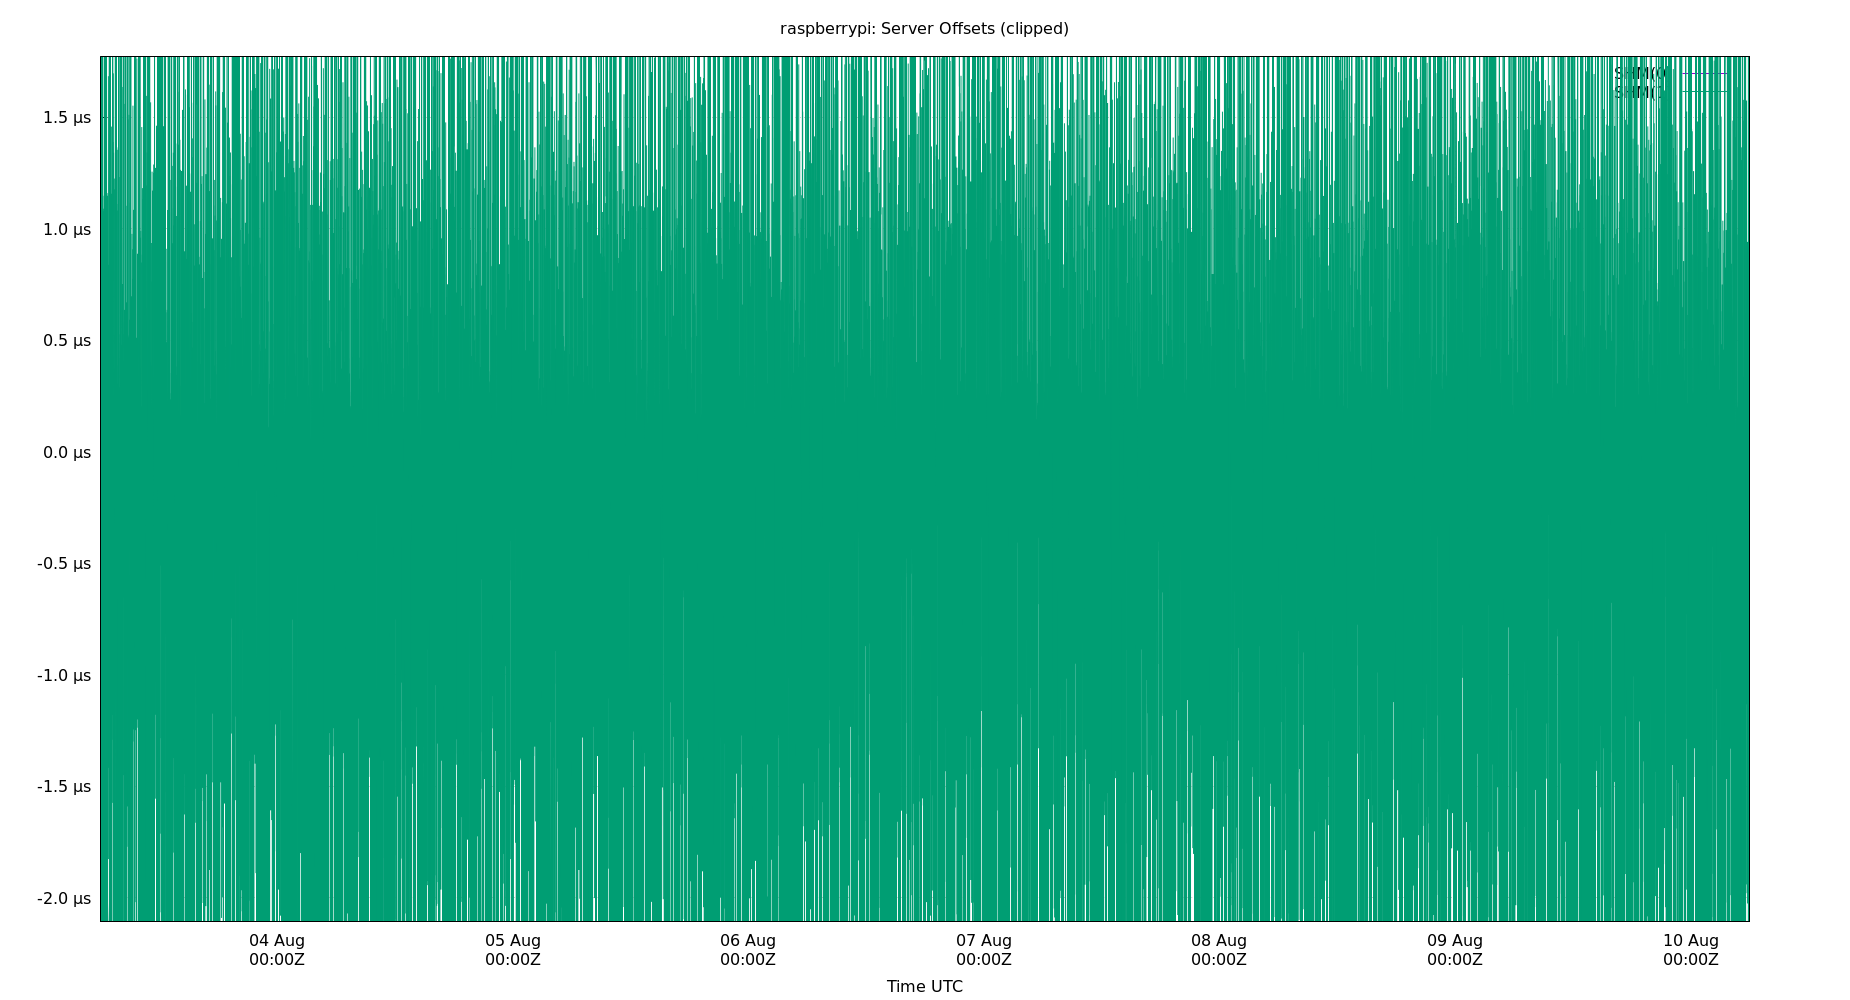 raspberrypi: Server Offsets (clipped)
1.5 µs
1.0 µs
0.5 µs
0.0 µs
-0.5 µs
-1.0 µs
-1.5 µs
-2.0 µs
04 Aug 05 Aug 06 Aug 07 Aug 08 Aug 09 Aug 10 Aug
00:00Z 00:00Z 00:00Z 00:00Z 00:00Z 00:00Z 00:00Z
Time UTC